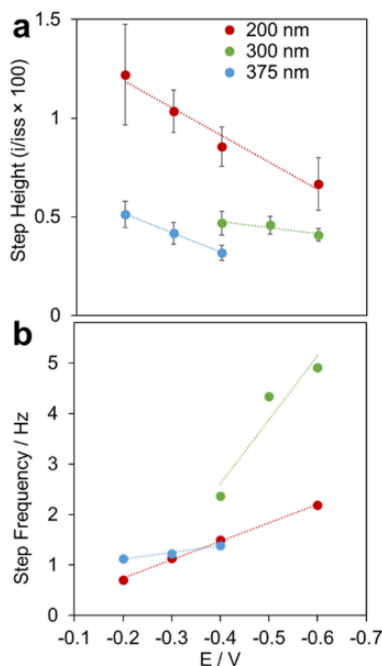 a
200 nm
300 nm
375 nm
Step Height (i/iss × 100)
1.5
1
0.5
0
b
Step Frequency / Hz
5
4
3
2
1
0
-0.1 -0.2 -0.3 -0.4 -0.5 -0.6 -0.7
E / V